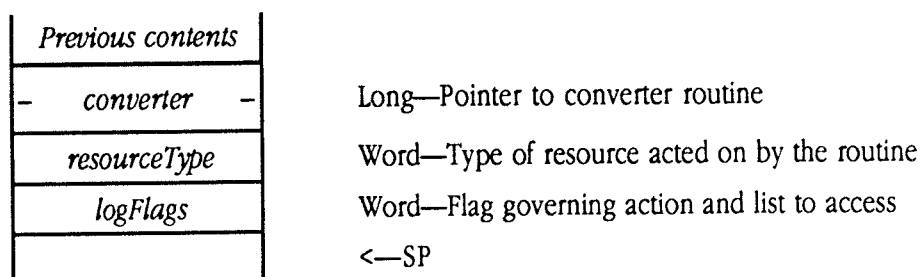 Previous contents
– converter – Long—Pointer to converter routine
resourceType Word—Type of resource acted on by the routine
logFlags Word—Flag governing action and list to access
<—SP